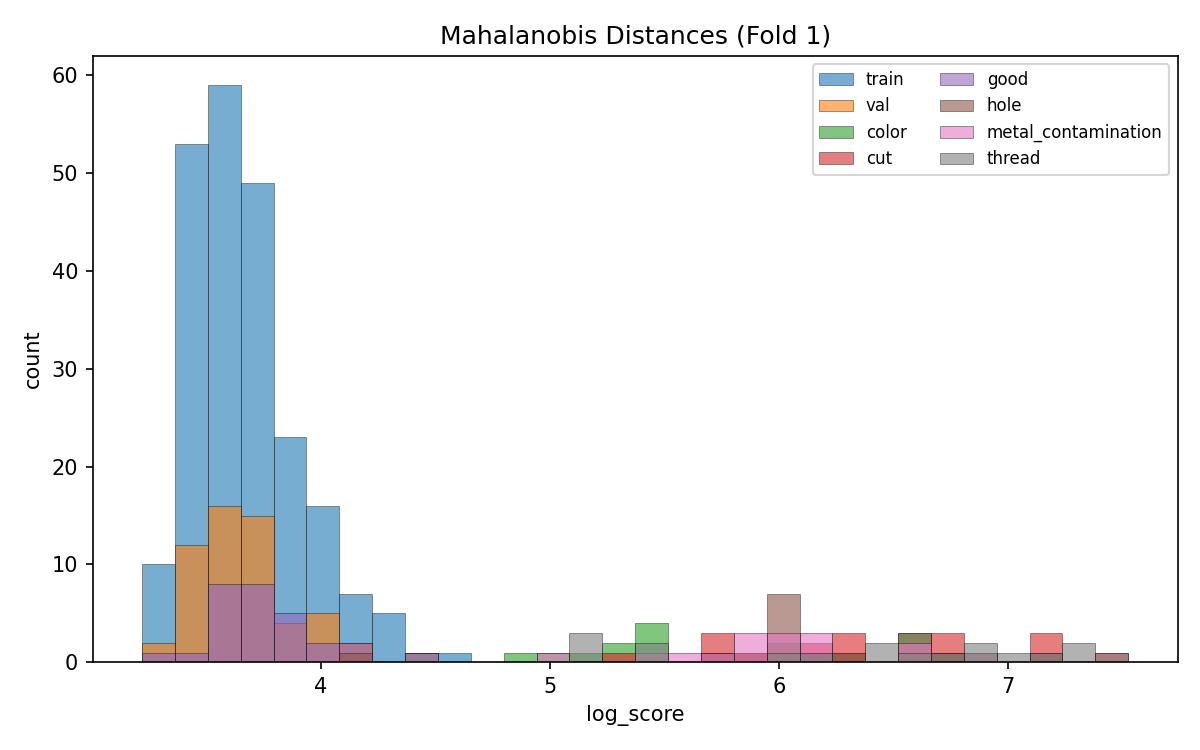 Mahalanobis Distances (Fold 1)
train
val
color
cut
good
hole
metal_contamination
thread
count
60
50
40
30
20
10
0
4
5
6
7
log_score